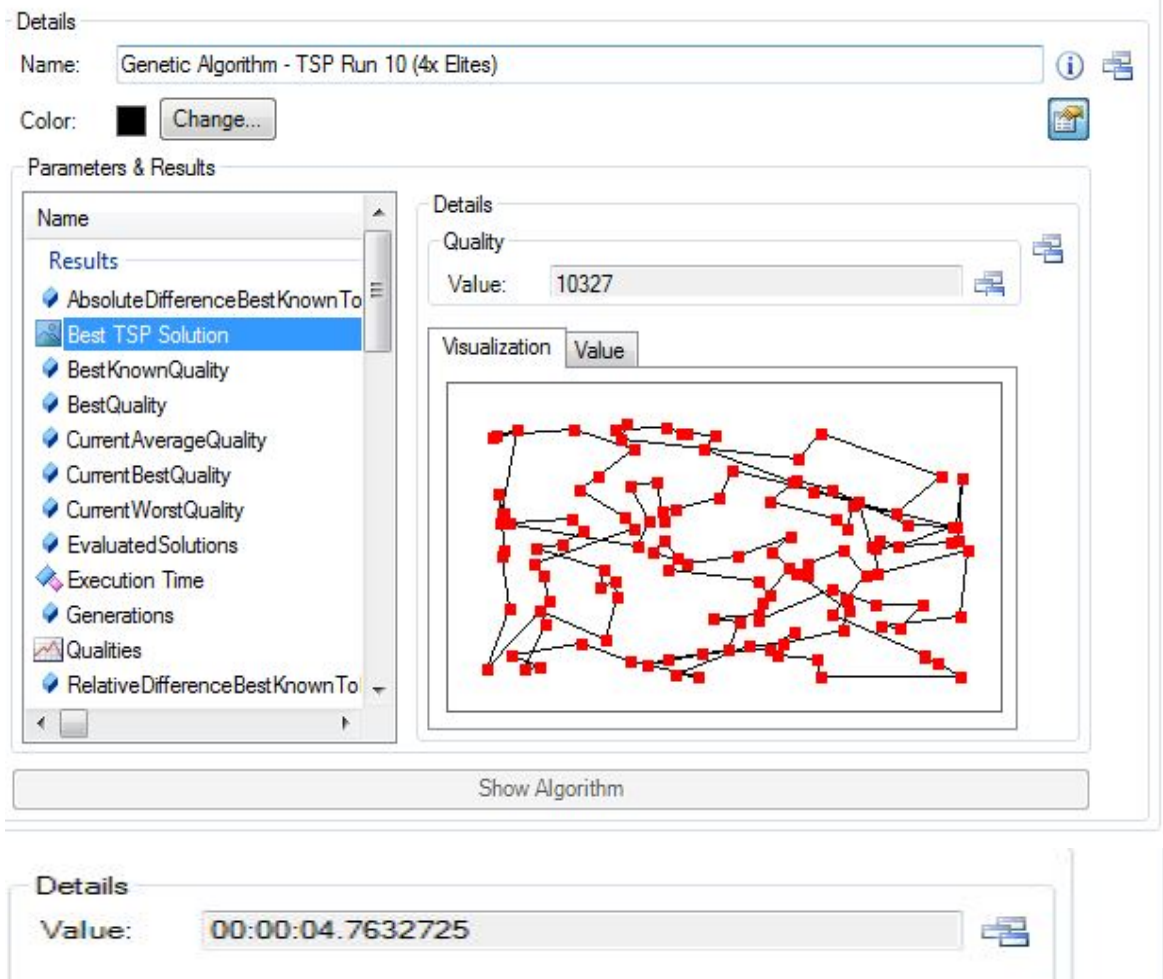 Details
Name: Genetic Algorithm - TSP Run 10 (4x Elites)
Color: Change...
Parameters & Results
Name
Results
AbsoluteDifferenceBestKnownTo
Best TSP Solution
BestKnownQuality
BestQuality
CurrentAverageQuality
CurrentBestQuality
CurrentWorstQuality
EvaluatedSolutions
Execution Time
Generations
Qualities
RelativeDifferenceBestKnownTo
Details
Quality
Value: 10327
Visualization Value
Show Algorithm
Details
Value: 00:00:04.7632725